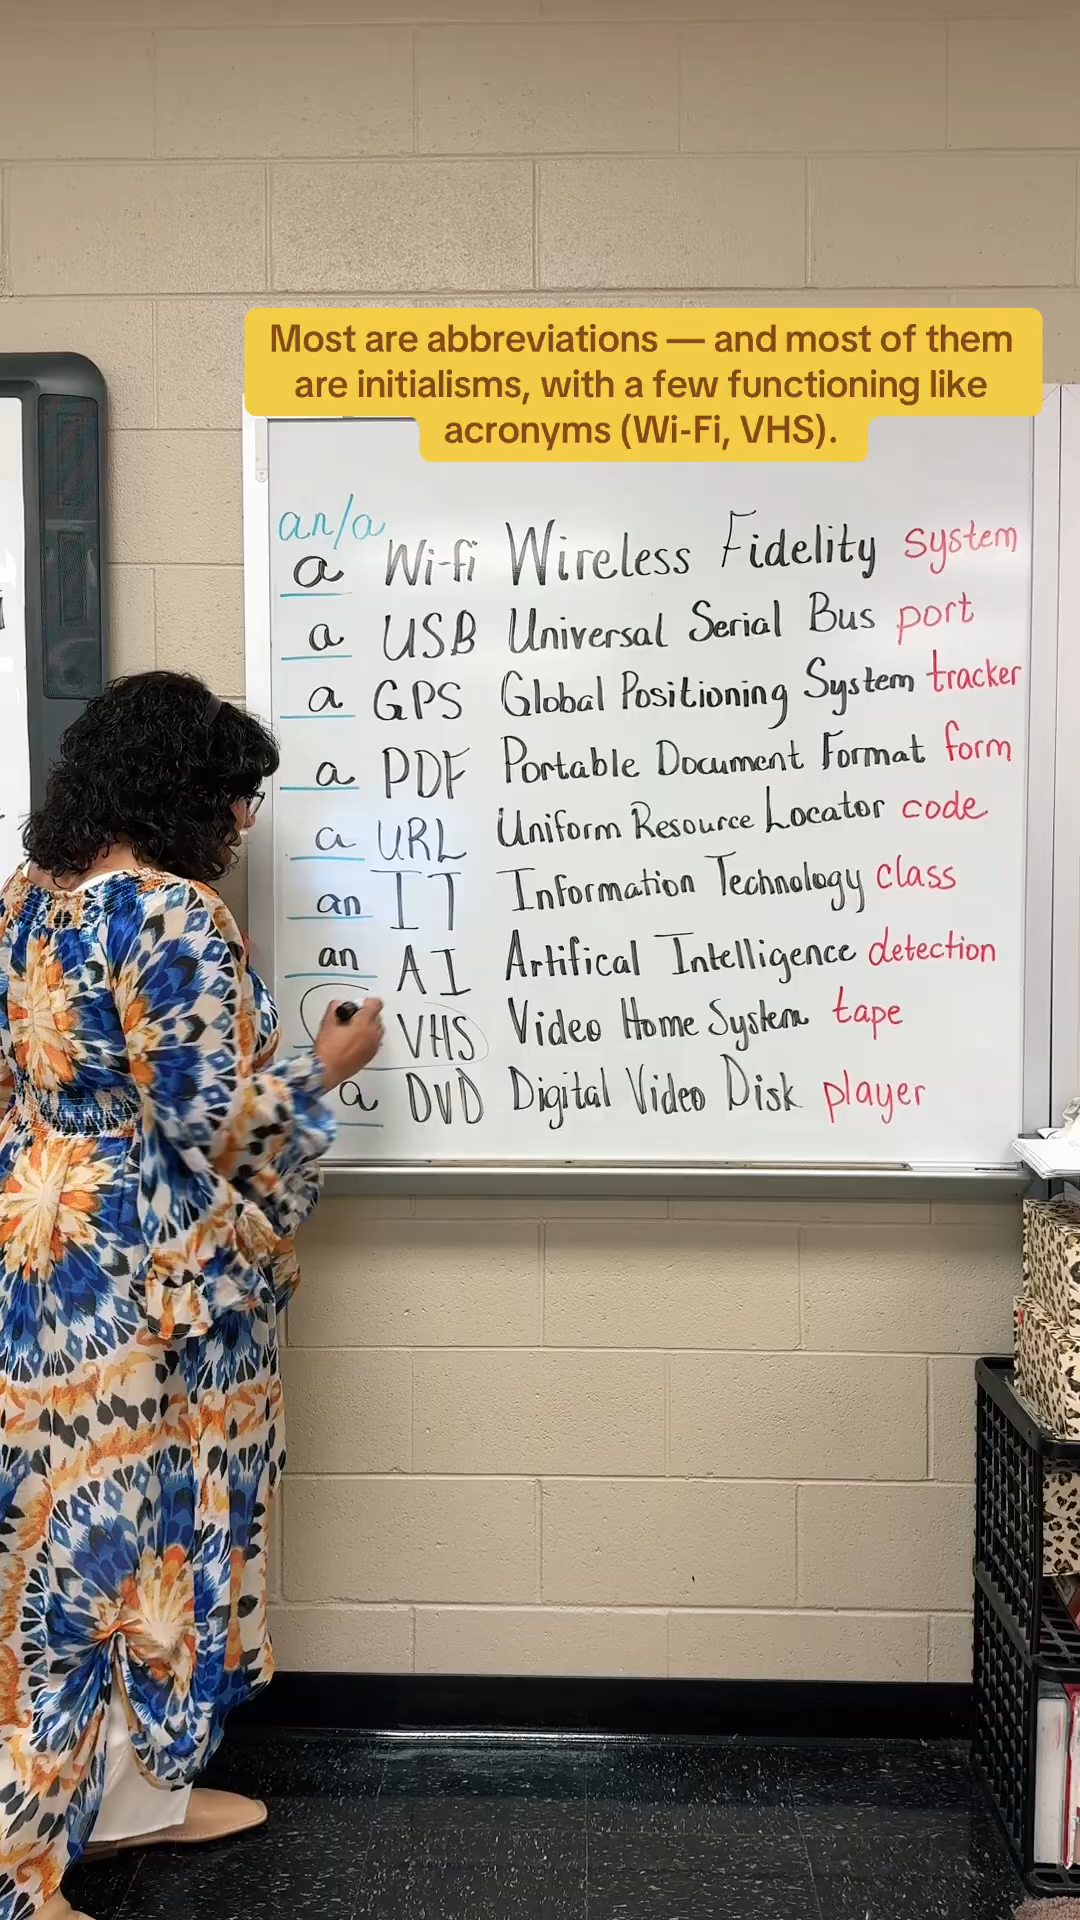 Most are abbreviations — and most of them
are initialisms, with a few functioning like
acronyms (Wi-Fi, VHS).
an/a
a Wi-fi Wireless Fidelity system
a USB Universal Serial Bus port
a GPS Global Positioning System tracker
a PDF Portable Document Format form
a URL Uniform Resource Locator code
an IT Information Technology class
an AI Artifical Intelligence detection
VHS Video Home System tape
a DVD Digital Video Disk player